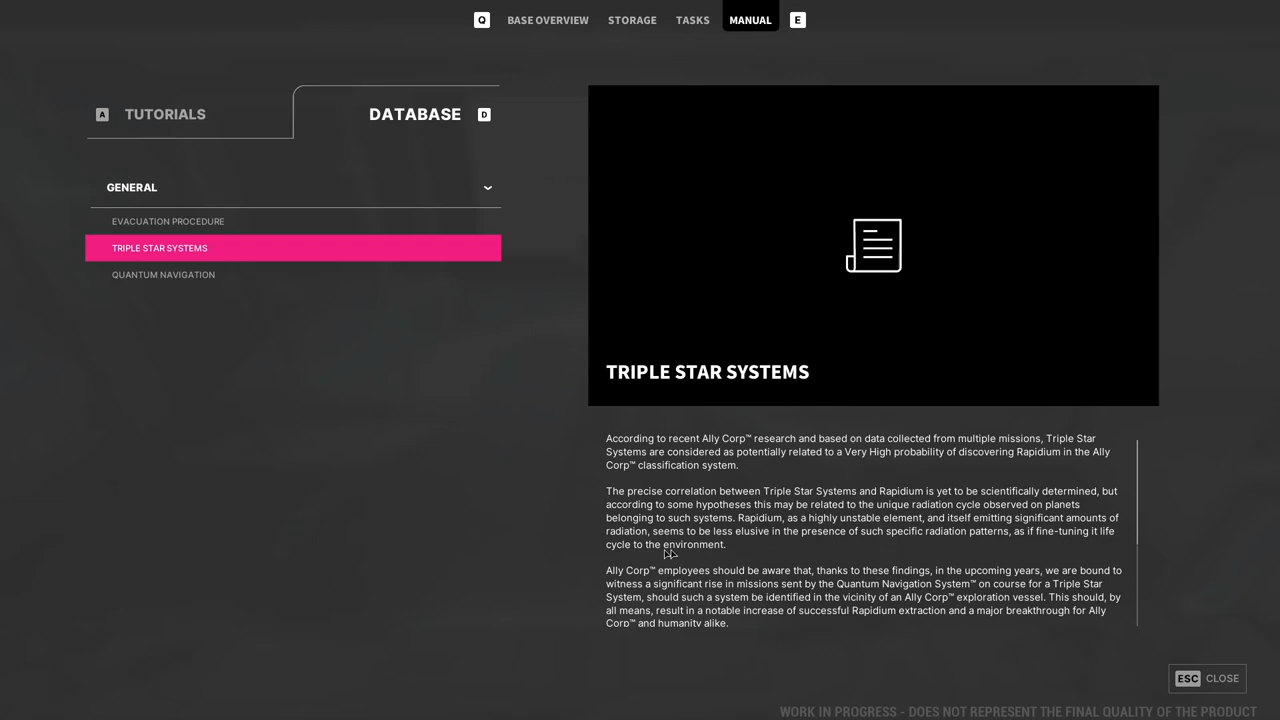 Q BASE OVERVIEW STORAGE TASKS MANUAL E
A TUTORIALS DATABASE D
GENERAL
EVACUATION PROCEDURE
TRIPLE STAR SYSTEMS
QUANTUM NAVIGATION
TRIPLE STAR SYSTEMS
According to recent Ally Corp™ research and based on data collected from multiple missions, Triple Star
Systems are considered as potentially related to a Very High probability of discovering Rapidium in the Ally
Corp™ classification system.
The precise correlation between Triple Star Systems and Rapidium is yet to be scientifically determined, but
according to some hypotheses this may be related to the unique radiation cycle observed on planets
belonging to such systems. Rapidium, as a highly unstable element, and itself emitting significant amounts of
radiation, seems to be less elusive in the presence of such specific radiation patterns, as if fine-tuning it life
cycle to the environment.
Ally Corp™ employees should be aware that, thanks to these findings, in the upcoming years, we are bound to
witness a significant rise in missions sent by the Quantum Navigation System™ on course for a Triple Star
System, should such a system be identified in the vicinity of an Ally Corp™ exploration vessel. This should, by
all means, result in a notable increase of successful Rapidium extraction and a major breakthrough for Ally
Corp™ and humanity alike.
ESC CLOSE
WORK IN PROGRESS - DOES NOT REPRESENT THE FINAL QUALITY OF THE PRODUCT